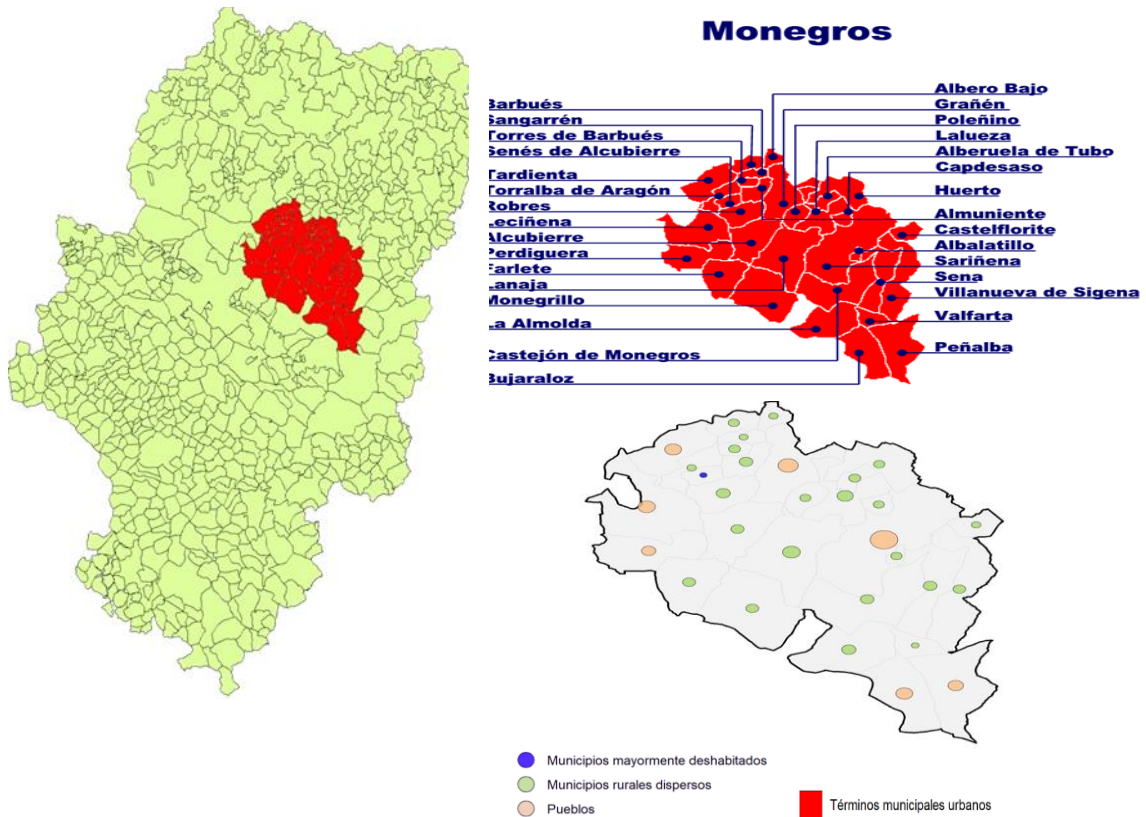 Monegros
Barbués
Sangarrén
Torres de Barbués
Senés de Alcubierre
Tardienta
Torralba de Aragón
Robres
Leciñena
Alcubierre
Perdiguera
Farlete
Lanaja
Monegrillo
La Almolda
Castejón de Monegros
Bujaraloz
Albero Bajo
Grañén
Poleñino
Lalueza
Alberuela de Tubo
Capdesaso
Huerto
Almuniente
Castelflorite
Albalatillo
Sariñena
Sena
Villanueva de Sigena
Valfarta
Peñalba
Municipios mayormente deshabitados
Municipios rurales dispersos
Pueblos
Términos municipales urbanos